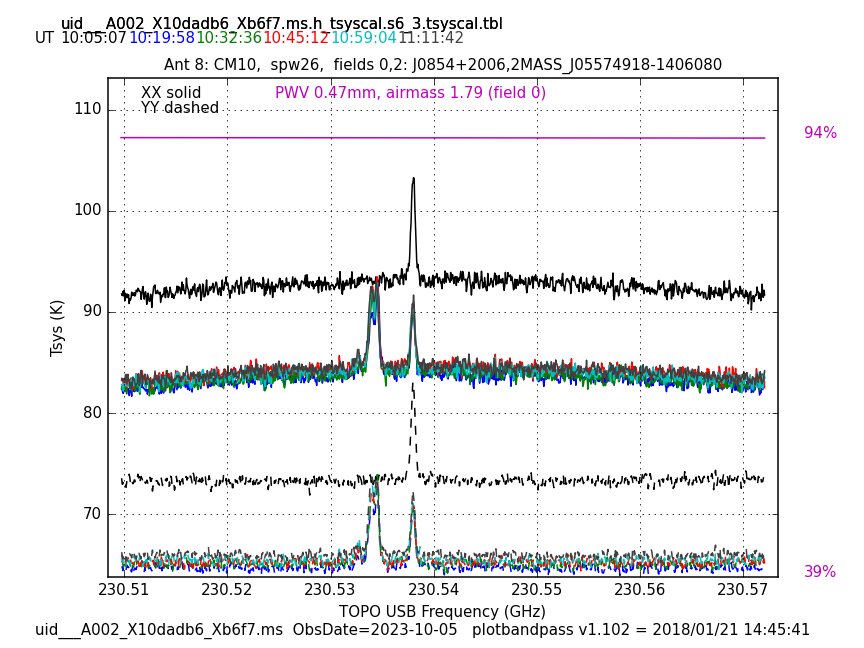 uid___A002_X10dadb6_Xb6f7.ms.h_tsyscal.s6_3.tsyscal.tbl
UT 10:05:07 10:19:58 10:32:36 10:45:12 10:59:04 11:11:42
Ant 8: CM10,  spw26,  fields 0,2: J0854+2006,2MASS_J05574918-1406080
XX solid
PWV 0.47mm, airmass 1.79 (field 0)
YY dashed
110
94%
100
90
Tsys (K)
80
70
39%
230.51 230.52 230.53 230.54 230.55 230.56 230.57
TOPO USB Frequency (GHz)
uid___A002_X10dadb6_Xb6f7.ms  ObsDate=2023-10-05   plotbandpass v1.102 = 2018/01/21 14:45:41